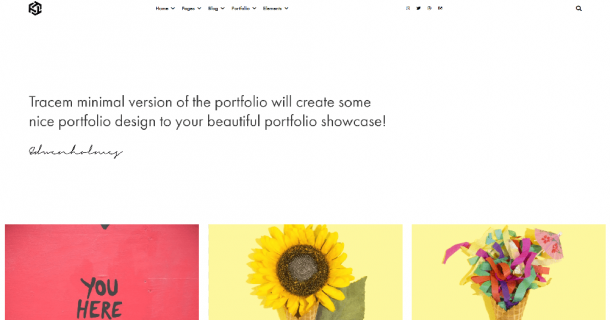 Home Pages Blog Portfolio Elements
Tracem minimal version of the portfolio will create some
nice portfolio design to your beautiful portfolio showcase!
YOU
HERE